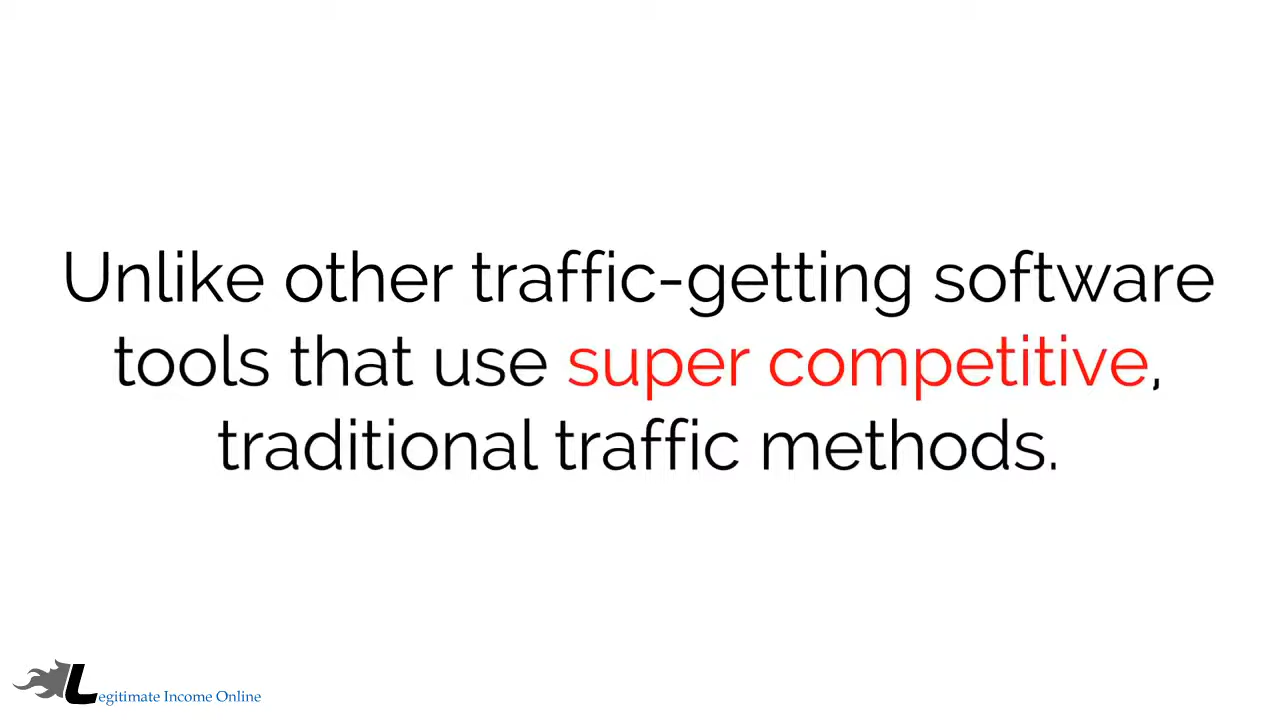 Unlike other traffic-getting software
tools that use super competitive,
traditional traffic methods.
Legitimate Income Online